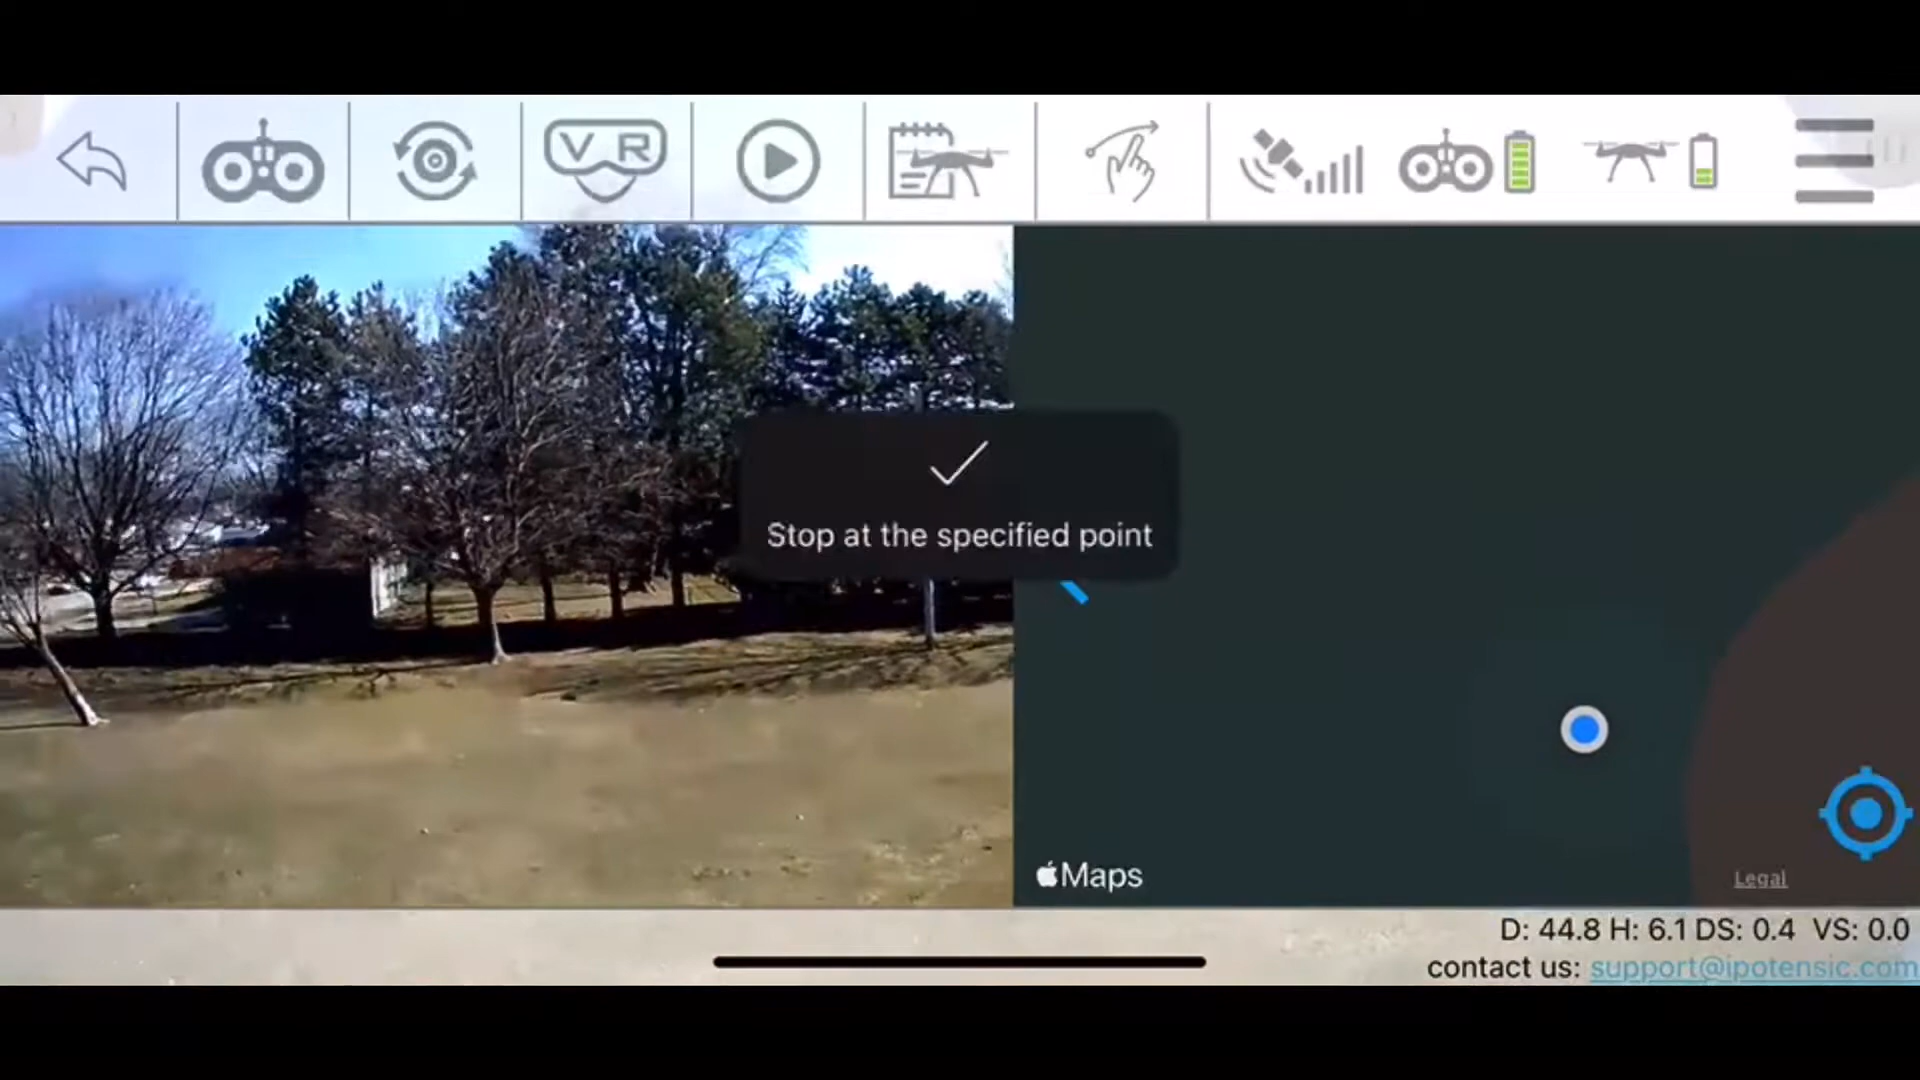 VR
Stop at the specified point
Maps
Legal
D: 44.8 H: 6.1 DS: 0.4 VS: 0.0
contact us: support@ipotensic.com